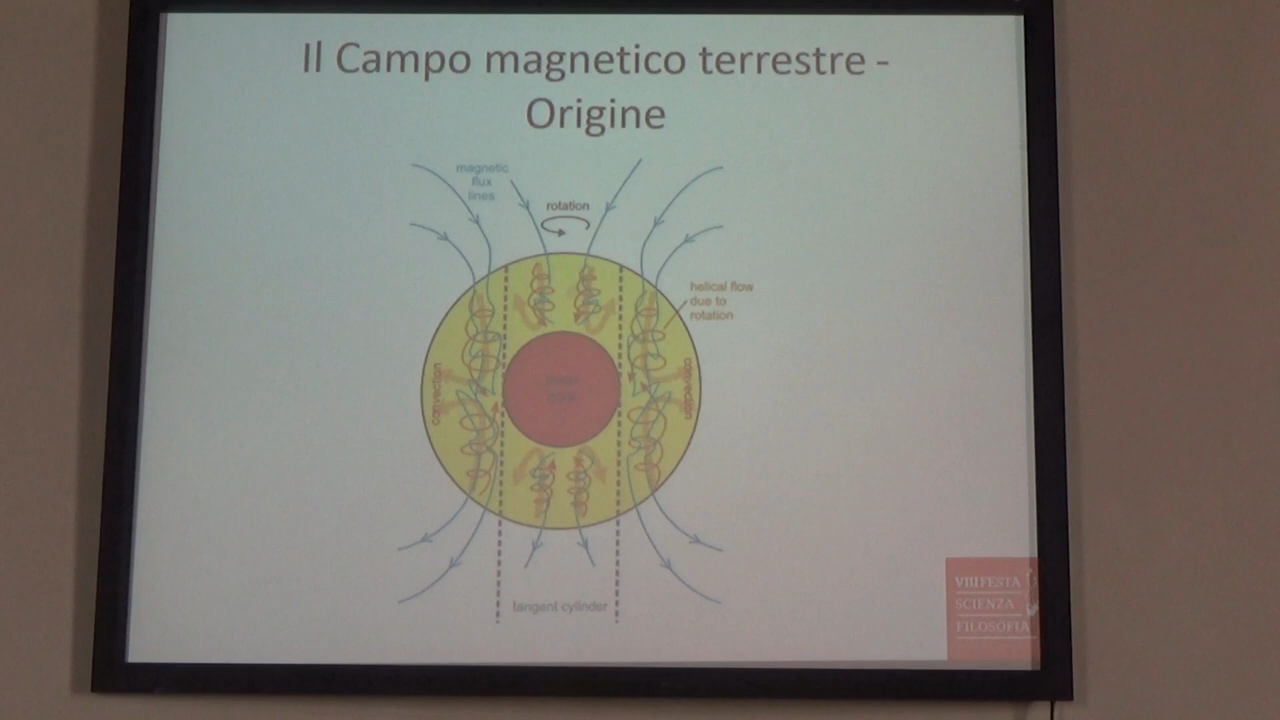 Il Campo magnetico terrestre -
Origine
magnetic
flux
lines
rotation
helical flow
due to
rotation
convection
convection
tangent cylinder
VIII FESTA
SCIENZA
FILOSOFIA